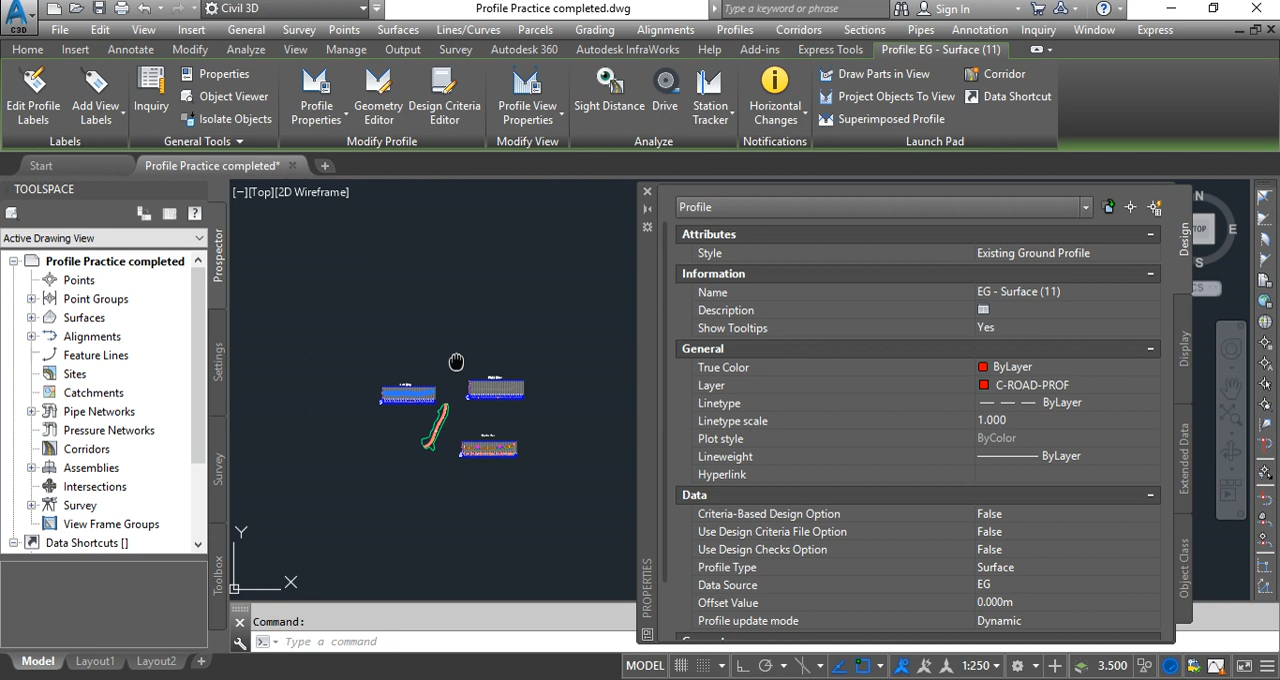 Civil 3D
Profile Practice completed.dwg
Type a keyword or phrase
Sign In
C3D
File Edit View Insert General Survey Points Surfaces Lines/Curves Parcels Grading Alignments Profiles Corridors Sections Pipes Annotation Inquiry Window Express
Home Insert Annotate Modify Analyze View Manage Output Survey Autodesk 360 Autodesk InfraWorks Help Add-ins Express Tools Profile: EG - Surface (11)
Edit Profile Labels
Add View Labels
Inquiry
Properties
Object Viewer
Isolate Objects
Profile Properties
Geometry Editor
Design Criteria Editor
Profile View Properties
Sight Distance
Drive
Station Tracker
Horizontal Changes
Draw Parts in View
Project Objects To View
Superimposed Profile
Corridor
Data Shortcut
Labels General Tools Modify Profile Modify View Analyze Notifications Launch Pad
Start Profile Practice completed*
TOOLSPACE
Active Drawing View
Profile Practice completed
Points
Point Groups
Surfaces
Alignments
Feature Lines
Sites
Catchments
Pipe Networks
Pressure Networks
Corridors
Assemblies
Intersections
Survey
View Frame Groups
Data Shortcuts []
Prospector
Settings
Survey
Toolbox
[−][Top][2D Wireframe]
Y
X
Profile
Attributes
Style Existing Ground Profile
Information
Name EG - Surface (11)
Description
Show Tooltips Yes
General
True Color ByLayer
Layer C-ROAD-PROF
Linetype ByLayer
Linetype scale 1.000
Plot style ByColor
Lineweight ByLayer
Hyperlink
Data
Criteria-Based Design Option False
Use Design Criteria File Option False
Use Design Checks Option False
Profile Type Surface
Data Source EG
Offset Value 0.000m
Profile update mode Dynamic
PROPERTIES
Design
Display
Extended Data
Object Class
N
TOP
E
S
Command:
Type a command
Model Layout1 Layout2
MODEL
1:250
3.500